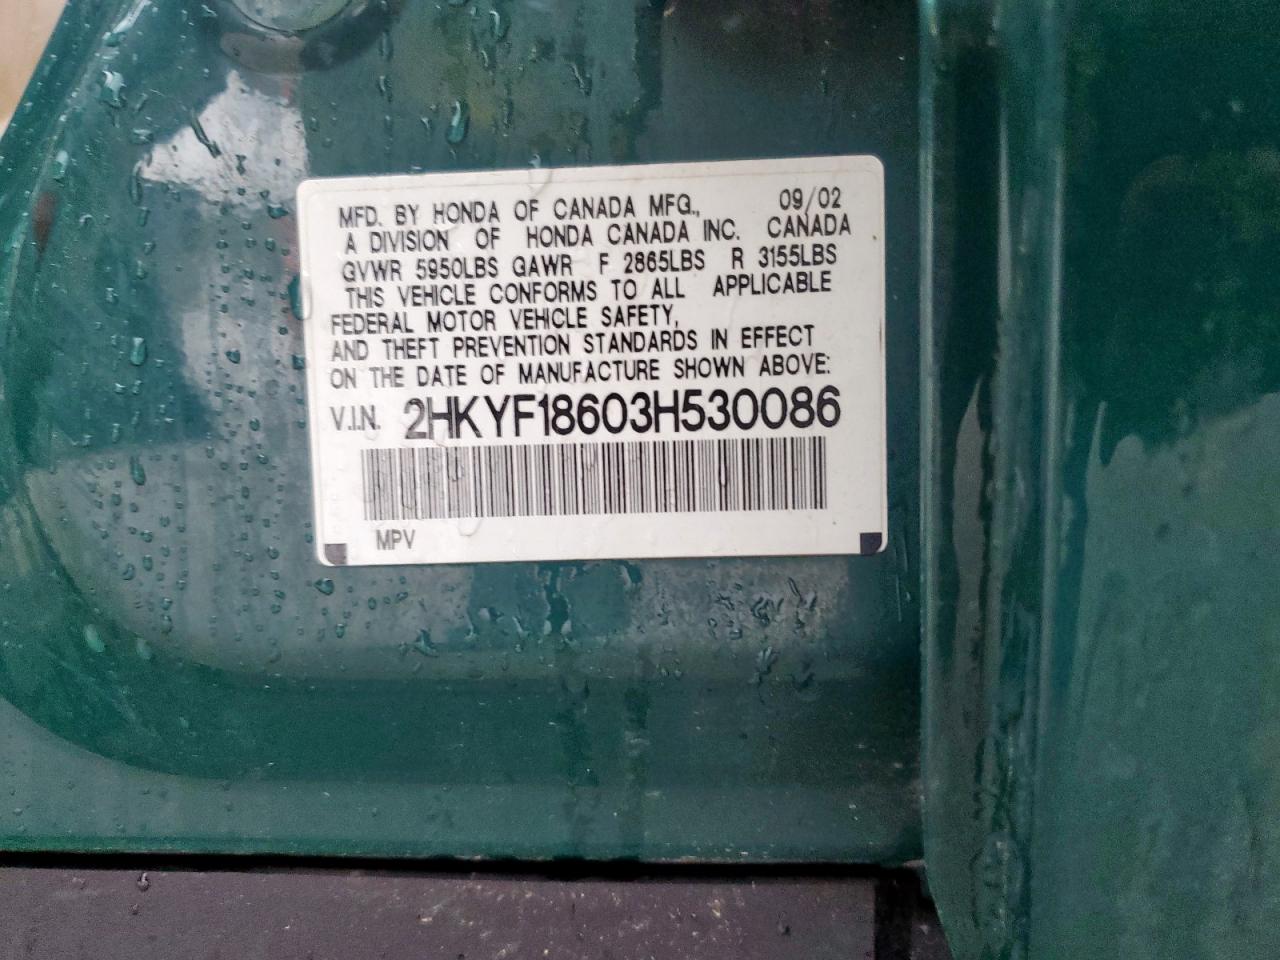 MFD. BY HONDA OF CANADA MFG., 09/02
A DIVISION OF HONDA CANADA INC. CANADA
GVWR 5950LBS GAWR F 2865LBS R 3155LBS
THIS VEHICLE CONFORMS TO ALL APPLICABLE
FEDERAL MOTOR VEHICLE SAFETY,
AND THEFT PREVENTION STANDARDS IN EFFECT
ON THE DATE OF MANUFACTURE SHOWN ABOVE:
V.I.N. 2HKYF18603H530086
MPV